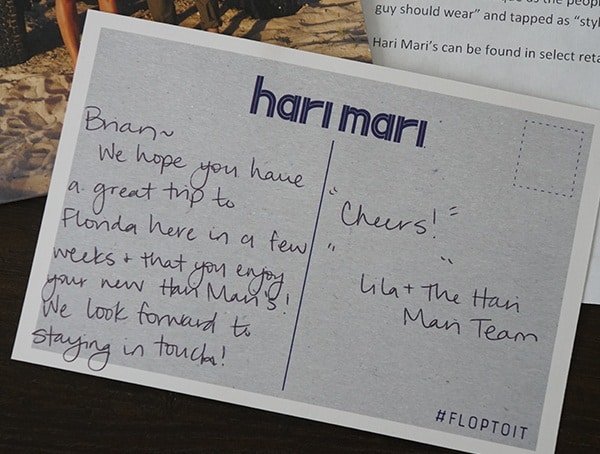 guy should wear" and tapped as "styl
Hari Mari's can be found in select reta
hari mari
Brian~
We hope you have
a great trip to
Florida here in a few
weeks + that you enjoy
your new Hari Mari's!
We look forward to
staying in touch!
"Cheers!"
Lila + The Hari
Mari Team
#FLOPTOIT